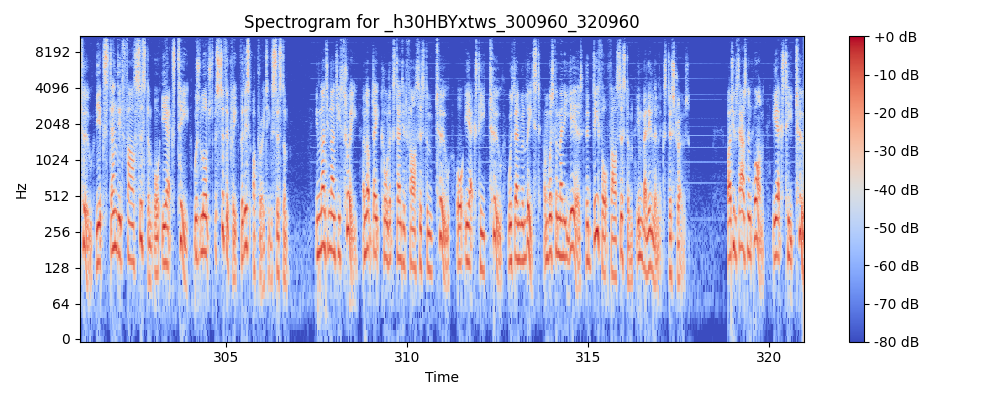 Spectrogram for _h30HBYxtws_300960_320960
8192
4096
2048
1024
512
256
128
64
0
Hz
305
310
315
320
Time
+0 dB
-10 dB
-20 dB
-30 dB
-40 dB
-50 dB
-60 dB
-70 dB
-80 dB